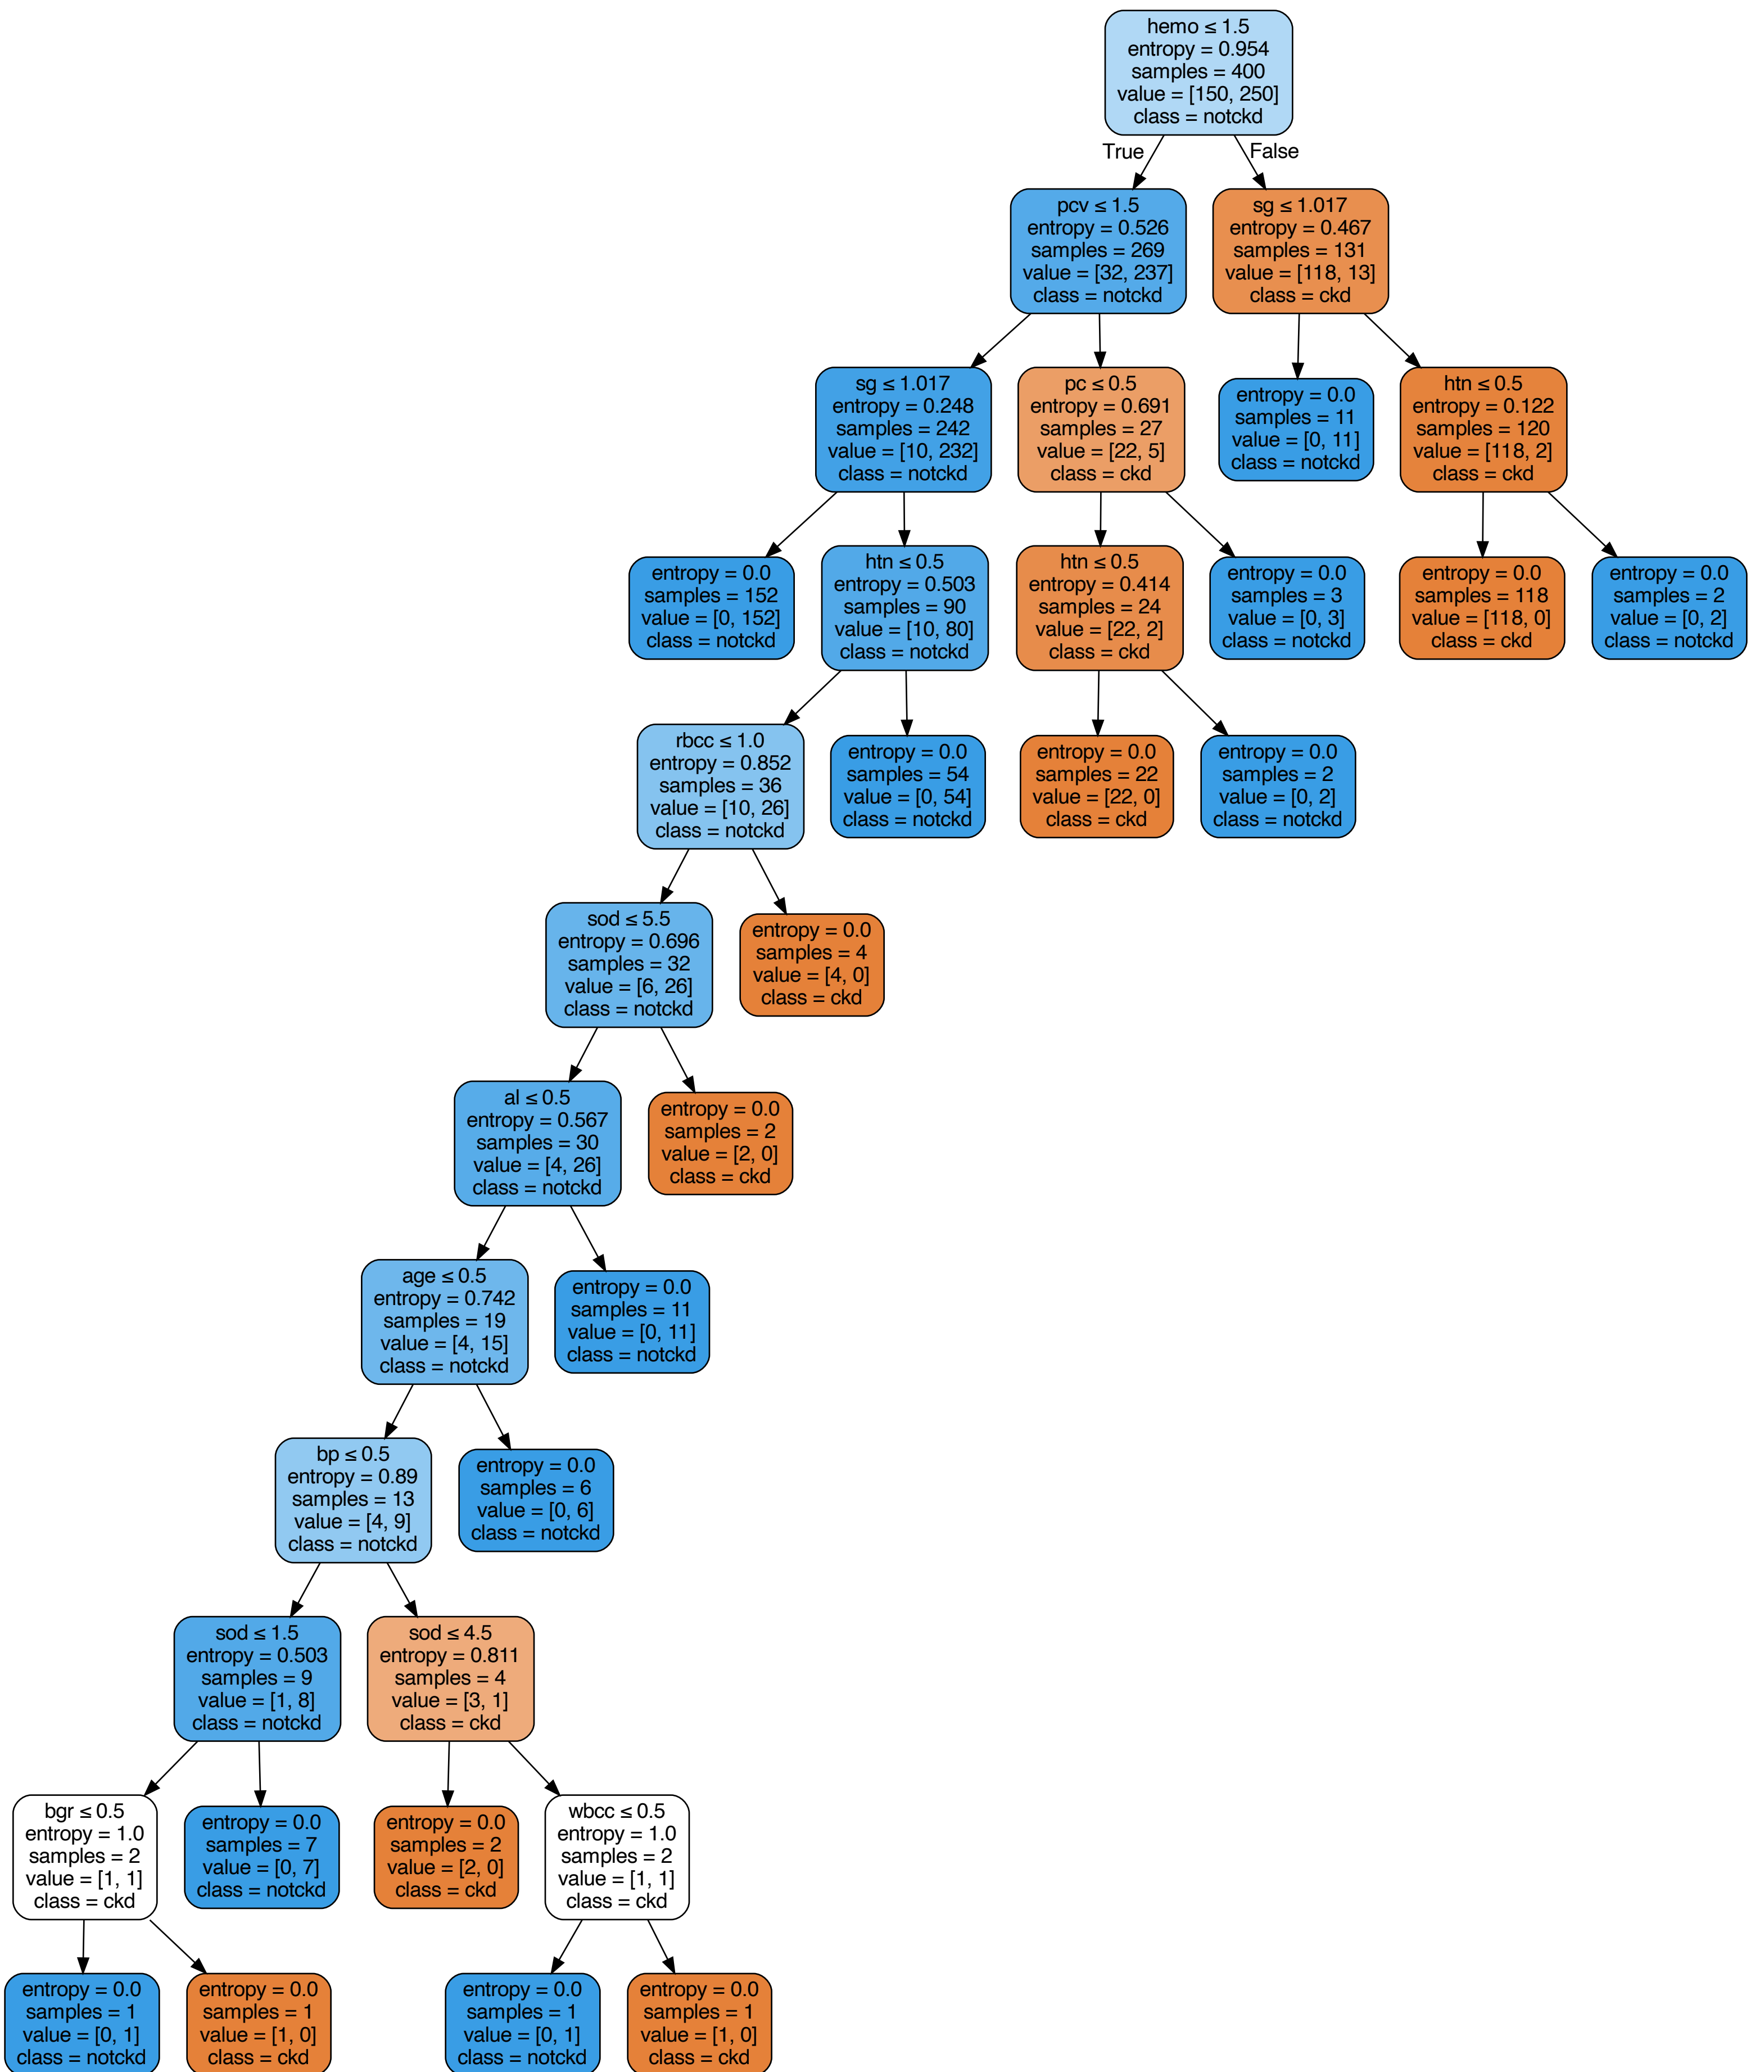 hemo ≤ 1.5
entropy = 0.954
samples = 400
value = [150, 250]
class = notckd
True
False
pcv ≤ 1.5
entropy = 0.526
samples = 269
value = [32, 237]
class = notckd
sg ≤ 1.017
entropy = 0.467
samples = 131
value = [118, 13]
class = ckd
sg ≤ 1.017
entropy = 0.248
samples = 242
value = [10, 232]
class = notckd
pc ≤ 0.5
entropy = 0.691
samples = 27
value = [22, 5]
class = ckd
entropy = 0.0
samples = 11
value = [0, 11]
class = notckd
htn ≤ 0.5
entropy = 0.122
samples = 120
value = [118, 2]
class = ckd
entropy = 0.0
samples = 152
value = [0, 152]
class = notckd
htn ≤ 0.5
entropy = 0.503
samples = 90
value = [10, 80]
class = notckd
htn ≤ 0.5
entropy = 0.414
samples = 24
value = [22, 2]
class = ckd
entropy = 0.0
samples = 3
value = [0, 3]
class = notckd
entropy = 0.0
samples = 118
value = [118, 0]
class = ckd
entropy = 0.0
samples = 2
value = [0, 2]
class = notckd
rbcc ≤ 1.0
entropy = 0.852
samples = 36
value = [10, 26]
class = notckd
entropy = 0.0
samples = 54
value = [0, 54]
class = notckd
entropy = 0.0
samples = 22
value = [22, 0]
class = ckd
entropy = 0.0
samples = 2
value = [0, 2]
class = notckd
sod ≤ 5.5
entropy = 0.696
samples = 32
value = [6, 26]
class = notckd
entropy = 0.0
samples = 4
value = [4, 0]
class = ckd
al ≤ 0.5
entropy = 0.567
samples = 30
value = [4, 26]
class = notckd
entropy = 0.0
samples = 2
value = [2, 0]
class = ckd
age ≤ 0.5
entropy = 0.742
samples = 19
value = [4, 15]
class = notckd
entropy = 0.0
samples = 11
value = [0, 11]
class = notckd
bp ≤ 0.5
entropy = 0.89
samples = 13
value = [4, 9]
class = notckd
entropy = 0.0
samples = 6
value = [0, 6]
class = notckd
sod ≤ 1.5
entropy = 0.503
samples = 9
value = [1, 8]
class = notckd
sod ≤ 4.5
entropy = 0.811
samples = 4
value = [3, 1]
class = ckd
bgr ≤ 0.5
entropy = 1.0
samples = 2
value = [1, 1]
class = ckd
entropy = 0.0
samples = 7
value = [0, 7]
class = notckd
entropy = 0.0
samples = 2
value = [2, 0]
class = ckd
wbcc ≤ 0.5
entropy = 1.0
samples = 2
value = [1, 1]
class = ckd
entropy = 0.0
samples = 1
value = [0, 1]
class = notckd
entropy = 0.0
samples = 1
value = [1, 0]
class = ckd
entropy = 0.0
samples = 1
value = [0, 1]
class = notckd
entropy = 0.0
samples = 1
value = [1, 0]
class = ckd